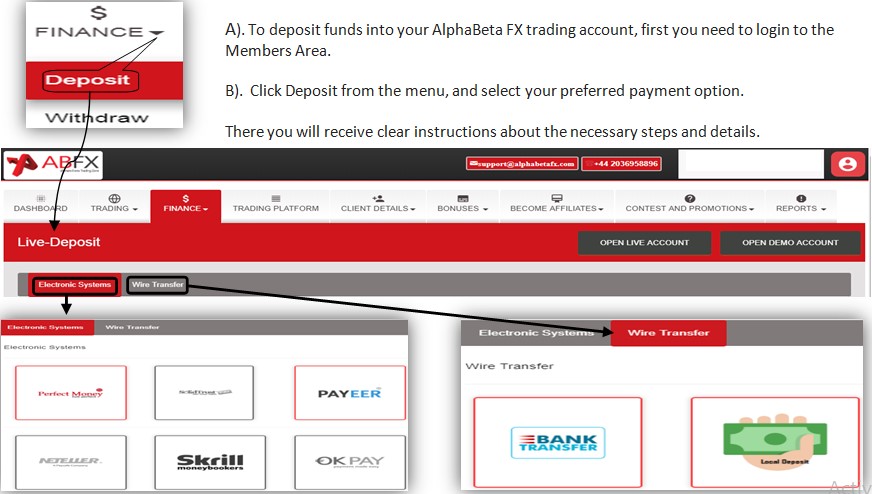 $
FINANCE
Deposit
Withdraw
A). To deposit funds into your AlphaBeta FX trading account, first you need to login to the
Members Area.
B). Click Deposit from the menu, and select your preferred payment option.
There you will receive clear instructions about the necessary steps and details.
ABFX
support@alphabetafx.com
+44 2036958896
DASHBOARD
TRADING
$
FINANCE
TRADING PLATFORM
CLIENT DETAILS
BONUSES
BECOME AFFILIATES
CONTEST AND PROMOTIONS
REPORTS
Live-Deposit
OPEN LIVE ACCOUNT
OPEN DEMO ACCOUNT
Electronic Systems
Wire Transfer
Electronic Systems
Wire Transfer
Electronic Systems
Perfect Money
SolidTrust
PAYEER
NETELLER
Skrill
moneybookers
OKPAY
Electronic Systems
Wire Transfer
Wire Transfer
BANK
TRANSFER
Local Deposit
Activ